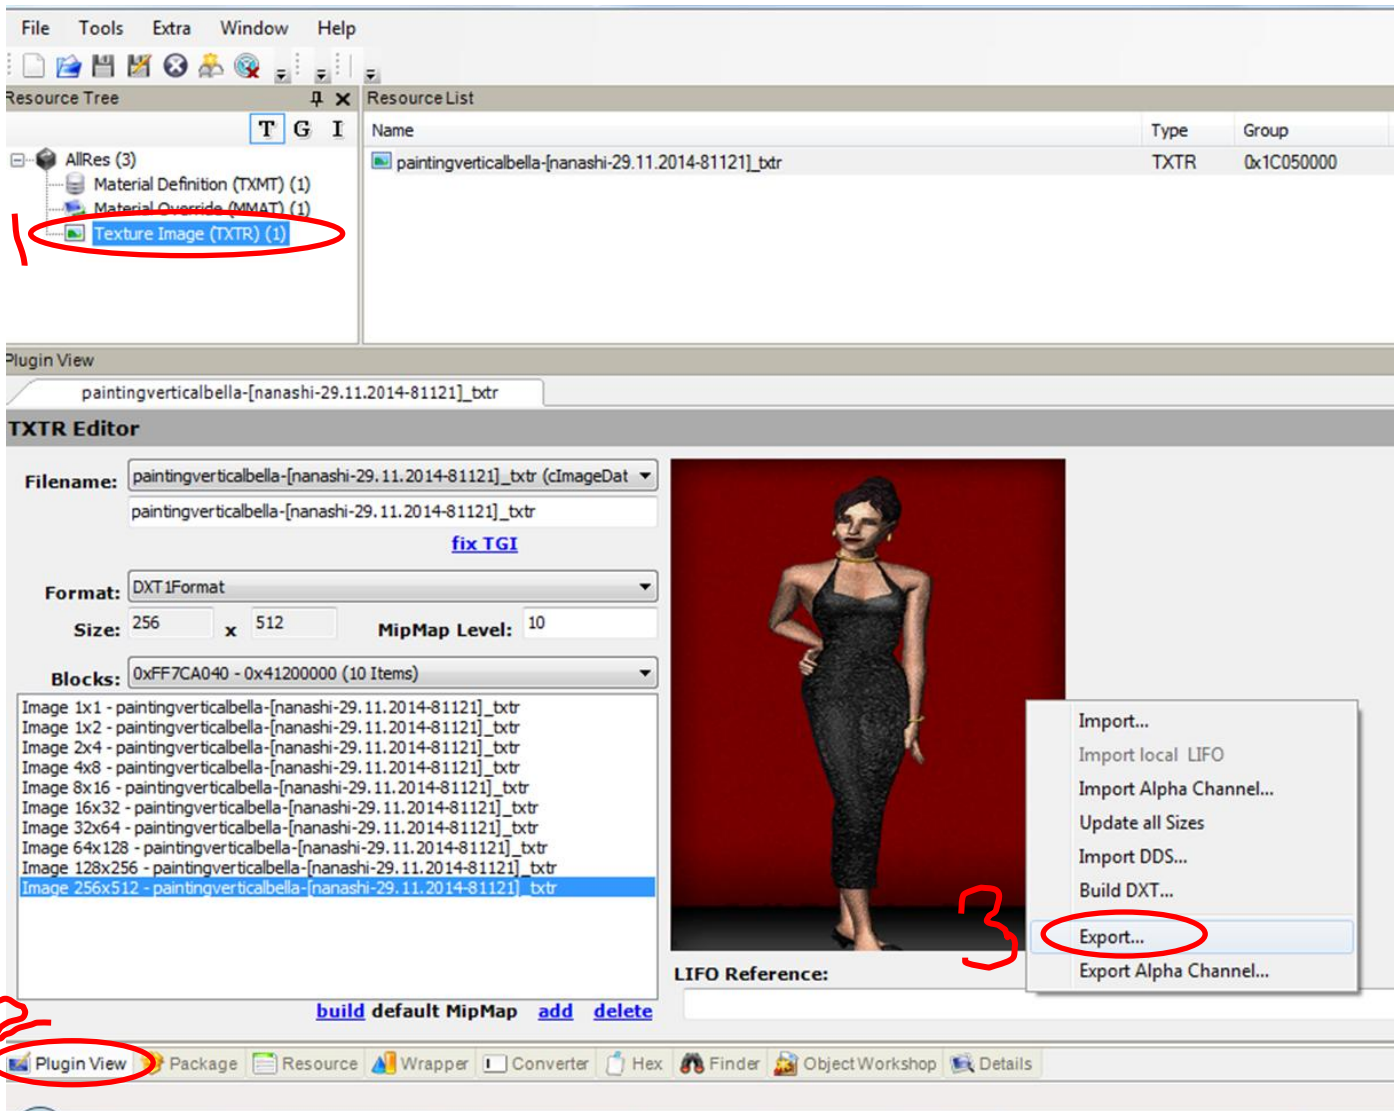 File Tools Extra Window Help
Resource Tree
T G I
AllRes (3)
Material Definition (TXMT) (1)
Material Override (MMAT) (1)
1
Texture Image (TXTR) (1)
Resource List
Name Type Group
paintingverticalbella-[nanashi-29.11.2014-81121]_txtr TXTR 0x1C050000
Plugin View
paintingverticalbella-[nanashi-29.11.2014-81121]_txtr
TXTR Editor
Filename: paintingverticalbella-[nanashi-29.11.2014-81121]_txtr (cImageDat
paintingverticalbella-[nanashi-29.11.2014-81121]_txtr
fix TGI
Format: DXT1Format
Size: 256 x 512 MipMap Level: 10
Blocks: 0xFF7CA040 - 0x41200000 (10 Items)
Image 1x1 - paintingverticalbella-[nanashi-29.11.2014-81121]_txtr
Image 1x2 - paintingverticalbella-[nanashi-29.11.2014-81121]_txtr
Image 2x4 - paintingverticalbella-[nanashi-29.11.2014-81121]_txtr
Image 4x8 - paintingverticalbella-[nanashi-29.11.2014-81121]_txtr
Image 8x16 - paintingverticalbella-[nanashi-29.11.2014-81121]_txtr
Image 16x32 - paintingverticalbella-[nanashi-29.11.2014-81121]_txtr
Image 32x64 - paintingverticalbella-[nanashi-29.11.2014-81121]_txtr
Image 64x128 - paintingverticalbella-[nanashi-29.11.2014-81121]_txtr
Image 128x256 - paintingverticalbella-[nanashi-29.11.2014-81121]_txtr
Image 256x512 - paintingverticalbella-[nanashi-29.11.2014-81121]_txtr
build default MipMap add delete
Import...
Import local LIFO
Import Alpha Channel...
Update all Sizes
Import DDS...
Build DXT...
3
Export...
Export Alpha Channel...
LIFO Reference:
2
Plugin View Package Resource Wrapper Converter Hex Finder Object Workshop Details